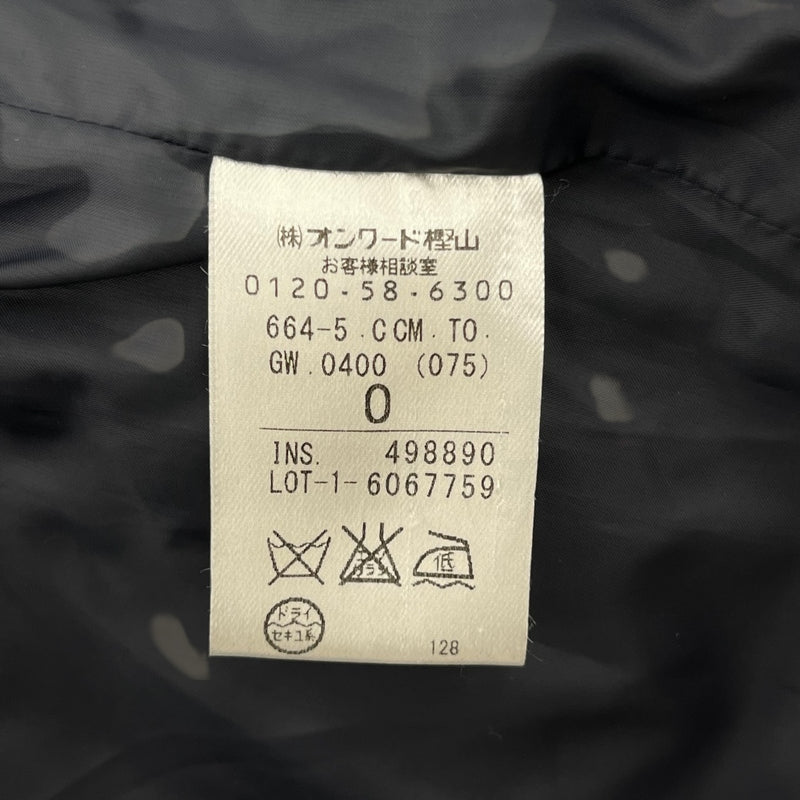 (株)オンワード樫山
お客様相談室
0120-58-6300
664-5.CCM.TO.
GW.0400 (075)
0
INS. 498890
LOT-1-6067759
低
ドライ
セキユ系
128